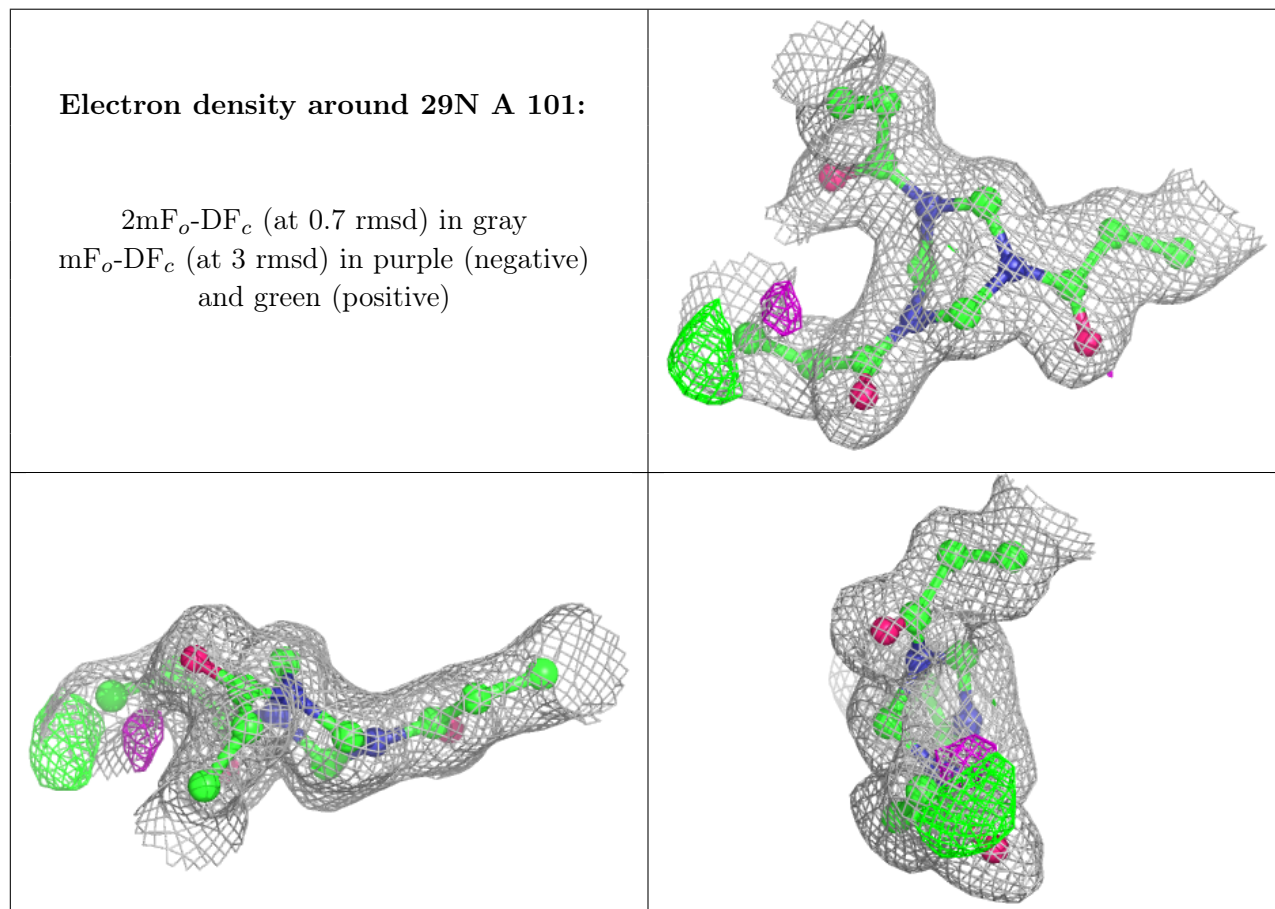 Electron density around 29N A 101:
2mFo-DFc (at 0.7 rmsd) in gray
mFo-DFc (at 3 rmsd) in purple (negative)
and green (positive)